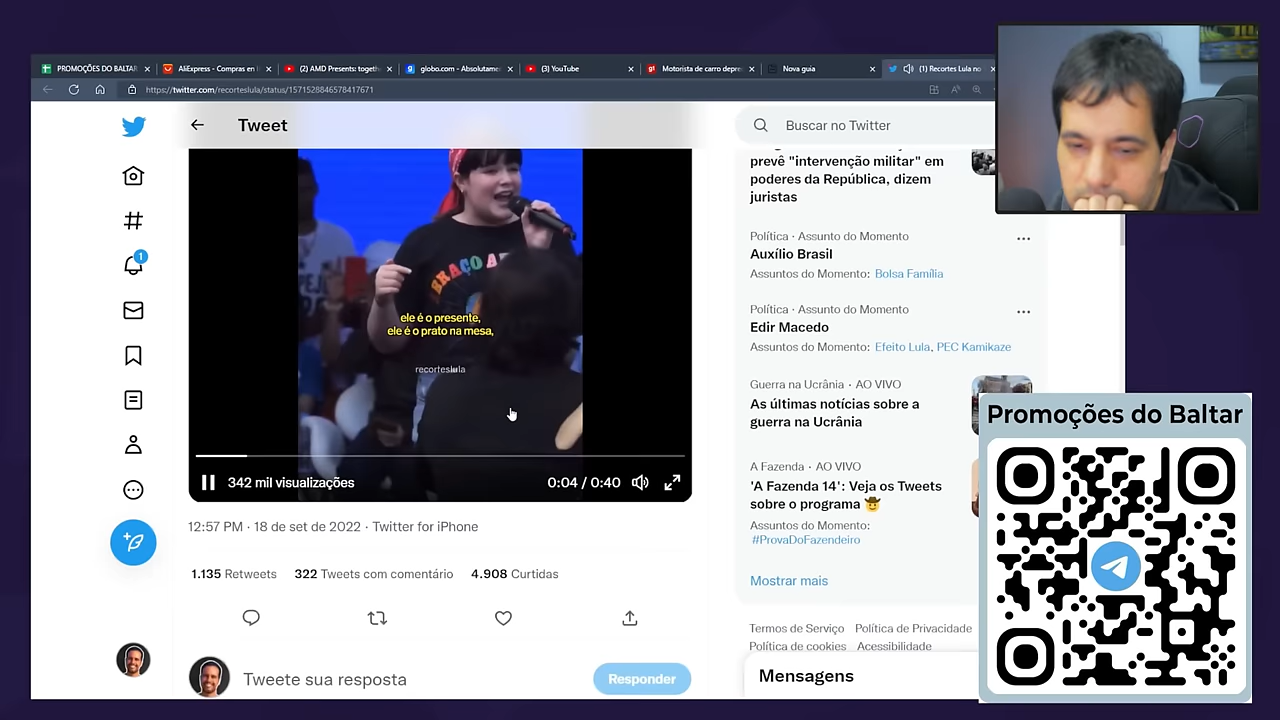 PROMOÇÕES DO BALTAR
AliExpress - Compras en l
(2) AMD Presents: togeth
globo.com - Absolutame
(3) YouTube
Motorista de carro depre
Nova guia
(1) Recortes Lula no
https://twitter.com/recorteslula/status/1571528846578417671
Tweet
Buscar no Twitter
prevê "intervenção militar" em
poderes da República, dizem
juristas
Política · Assunto do Momento
Auxílio Brasil
Assuntos do Momento: Bolsa Família
Política · Assunto do Momento
Edir Macedo
Assuntos do Momento: Efeito Lula, PEC Kamikaze
Guerra na Ucrânia · AO VIVO
As últimas notícias sobre a
guerra na Ucrânia
A Fazenda · AO VIVO
'A Fazenda 14': Veja os Tweets
sobre o programa 🤠
Assuntos do Momento:
#ProvaDoFazendeiro
Mostrar mais
Termos de Serviço Política de Privacidade
Política de cookies Acessibilidade
Mensagens
1
ele é o presente,
ele é o prato na mesa,
recorteslula
342 mil visualizações
0:04 / 0:40
12:57 PM · 18 de set de 2022 · Twitter for iPhone
1.135 Retweets 322 Tweets com comentário 4.908 Curtidas
Tweete sua resposta
Responder
Promoções do Baltar